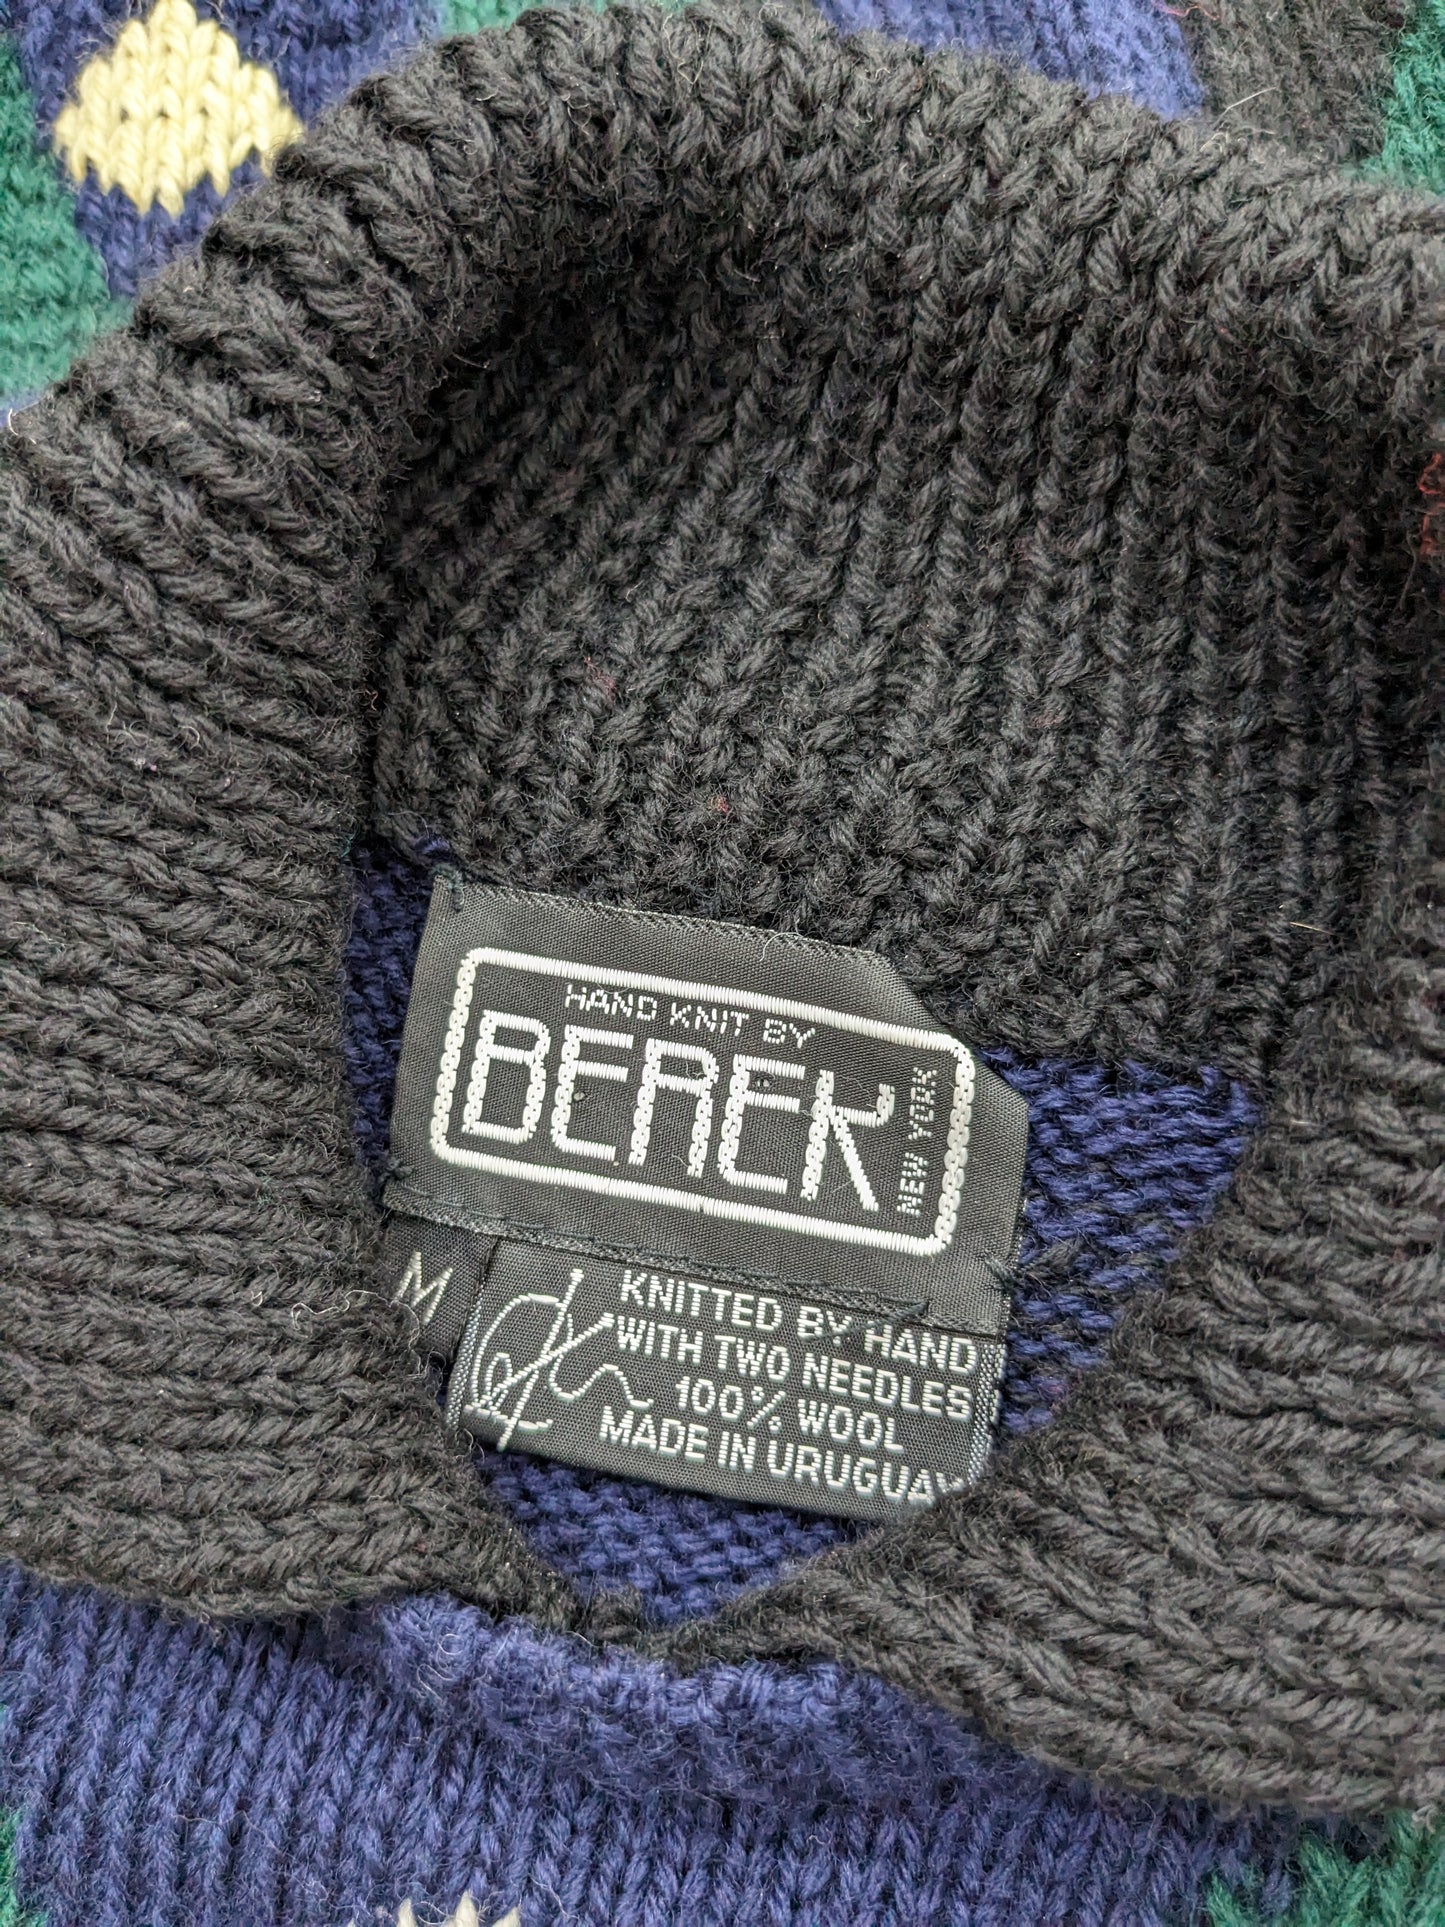 HAND KNIT BY
BEREK
NEW YORK
M
KNITTED BY HAND
WITH TWO NEEDLES
100% WOOL
MADE IN URUGUAY